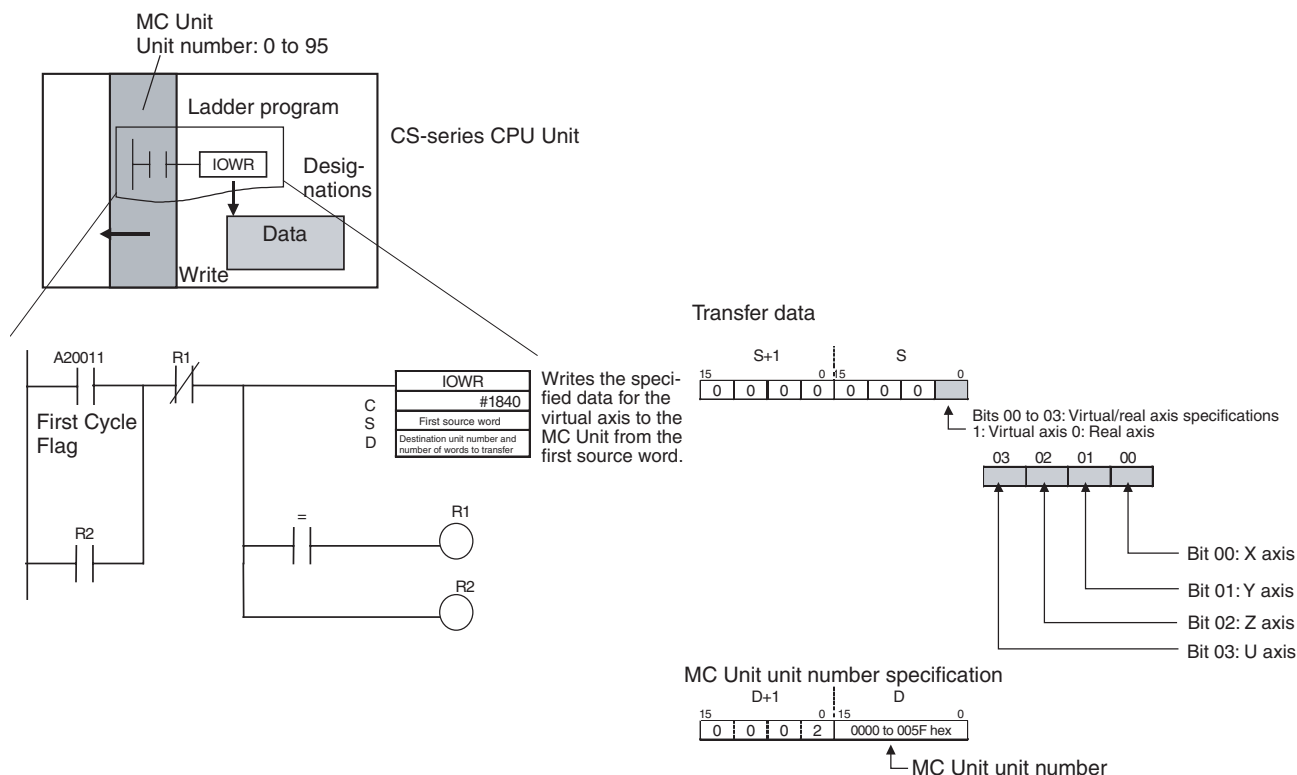 MC Unit
Unit number: 0 to 95
Ladder program
CS-series CPU Unit
IOWR
Desig-
nations
Data
Write
Transfer data
S+1 S
15 0 15 0
0 0 0 0 0 0 0
Bits 00 to 03: Virtual/real axis specifications
1: Virtual axis 0: Real axis
03 02 01 00
Bit 00: X axis
Bit 01: Y axis
Bit 02: Z axis
Bit 03: U axis
A20011
R1
First Cycle
Flag
IOWR
C #1840
S First source word
D Destination unit number and
number of words to transfer
Writes the speci-
fied data for the
virtual axis to the
MC Unit from the
first source word.
R2
=
R1
R2
MC Unit unit number specification
D+1 D
15 0 15 0
0 0 0 2 0000 to 005F hex
MC Unit unit number